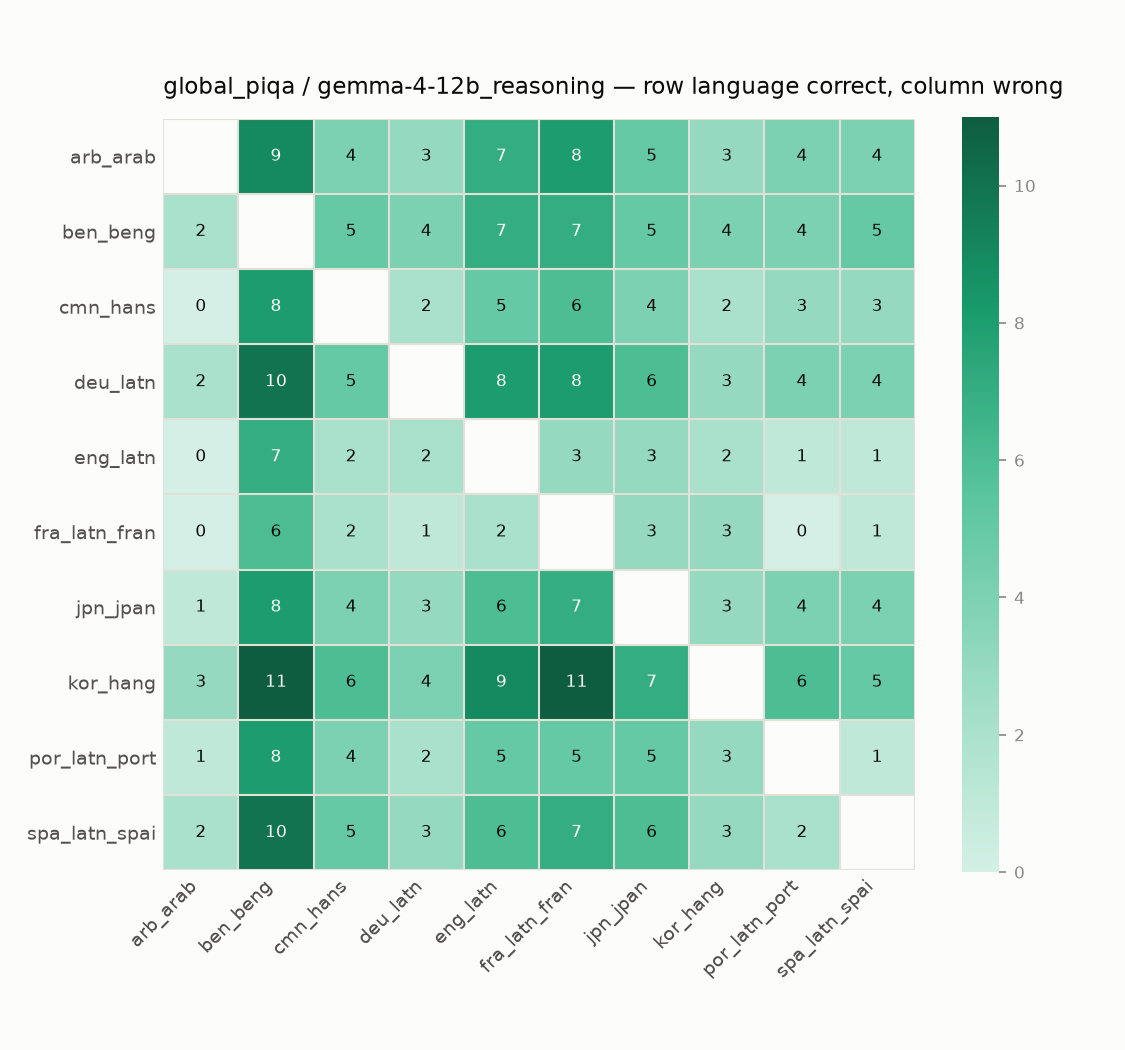 global_piqa / gemma-4-12b_reasoning — row language correct, column wrong
arb_arab 9 4 3 7 8 5 3 4 4
ben_beng 2 5 4 7 7 5 4 4 5
cmn_hans 0 8 2 5 6 4 2 3 3
deu_latn 2 10 5 8 8 6 3 4 4
eng_latn 0 7 2 2 3 3 2 1 1
fra_latn_fran 0 6 2 1 2 3 3 0 1
jpn_jpan 1 8 4 3 6 7 3 4 4
kor_hang 3 11 6 4 9 11 7 6 5
por_latn_port 1 8 4 2 5 5 5 3 1
spa_latn_spai 2 10 5 3 6 7 6 3 2
arb_arab ben_beng cmn_hans deu_latn eng_latn fra_latn_fran jpn_jpan kor_hang por_latn_port spa_latn_spai
10
8
6
4
2
0